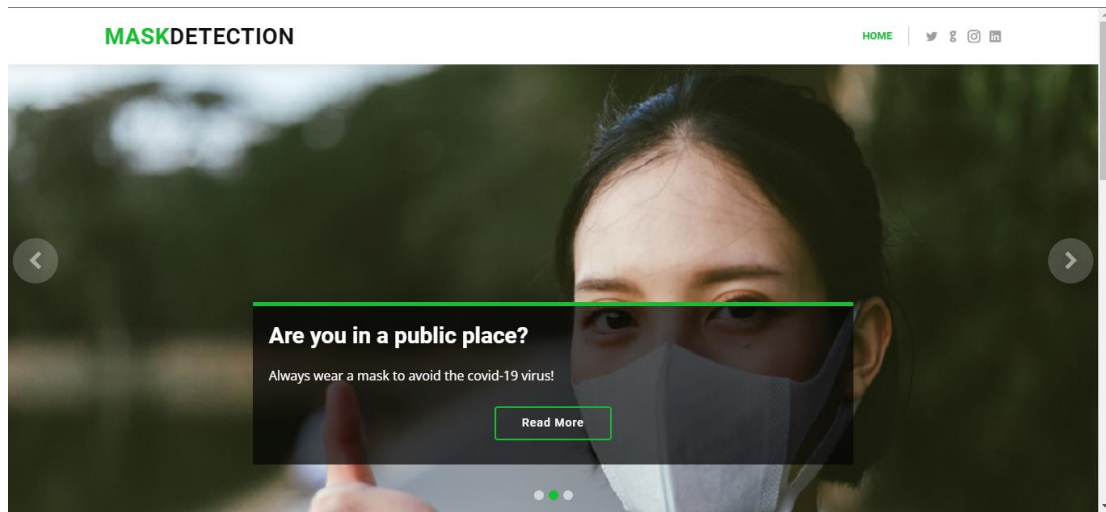 MASKDETECTION
HOME
Are you in a public place?
Always wear a mask to avoid the covid-19 virus!
Read More